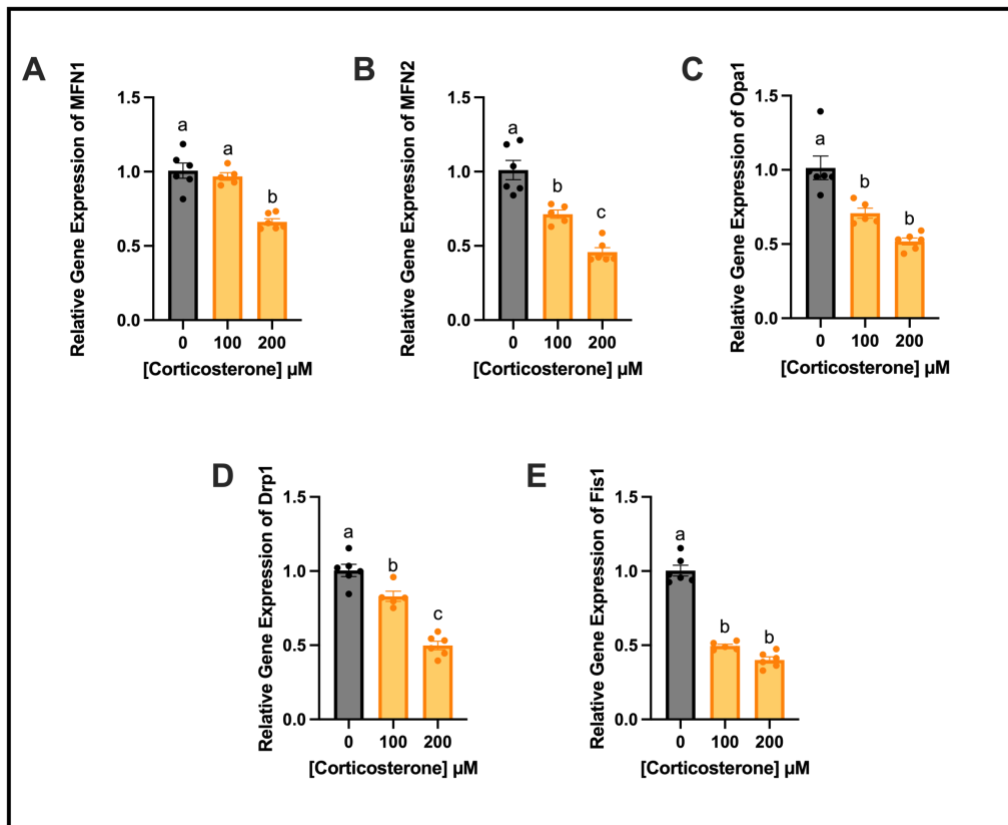 A
Relative Gene Expression of MFN1
1.5
1.0
0.5
0.0
a
a
b
0
100
200
[Corticosterone] µM
B
Relative Gene Expression of MFN2
1.5
1.0
0.5
0.0
a
b
c
0
100
200
[Corticosterone] µM
C
Relative Gene Expression of Opa1
1.5
1.0
0.5
0.0
a
b
b
0
100
200
[Corticosterone] µM
D
Relative Gene Expression of Drp1
1.5
1.0
0.5
0.0
a
b
c
0
100
200
[Corticosterone] µM
E
Relative Gene Expression of Fis1
1.5
1.0
0.5
0.0
a
b
b
0
100
200
[Corticosterone] µM